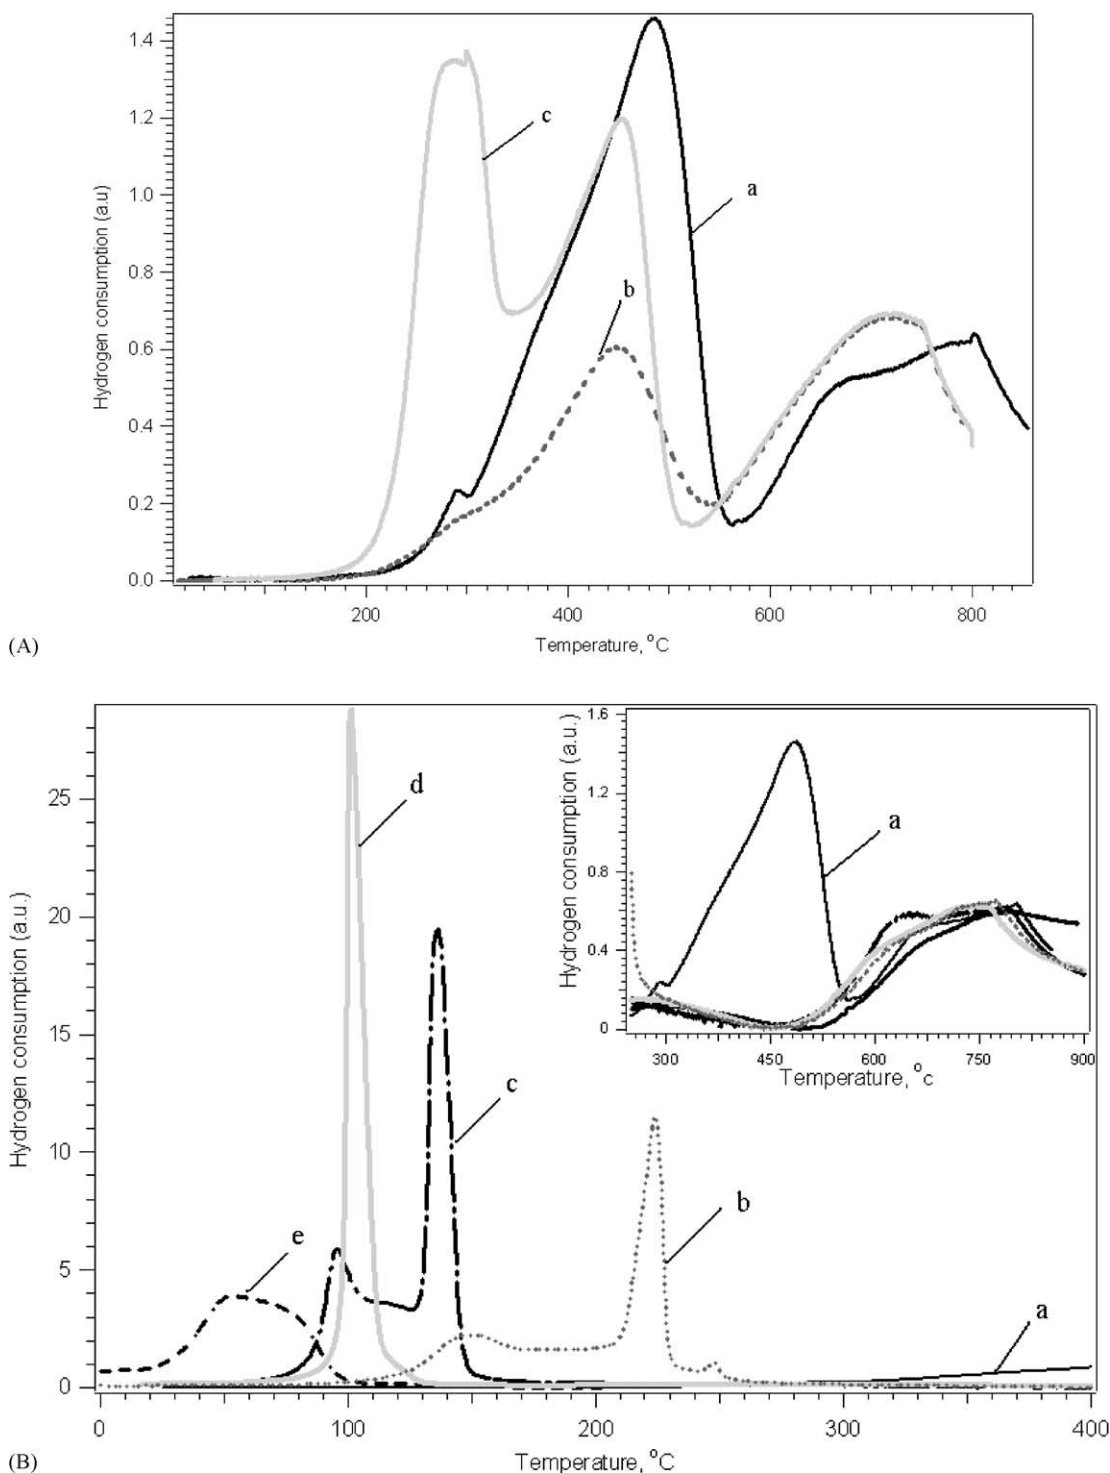 1.4
1.2
1.0
0.8
0.6
0.4
0.2
0.0
Hydrogen consumption (a.u)
c
a
b
200 400 600 800
Temperature, °C
(A)
25
20
15
10
5
0
Hydrogen consumption (a.u.)
d
c
e
b
a
1.6
1.2
0.8
0.4
0
Hydrogen consumption (a.u.)
a
300 450 600 750 900
Temperature, °c
0 100 200 300 400
Temperature, °C
(B)